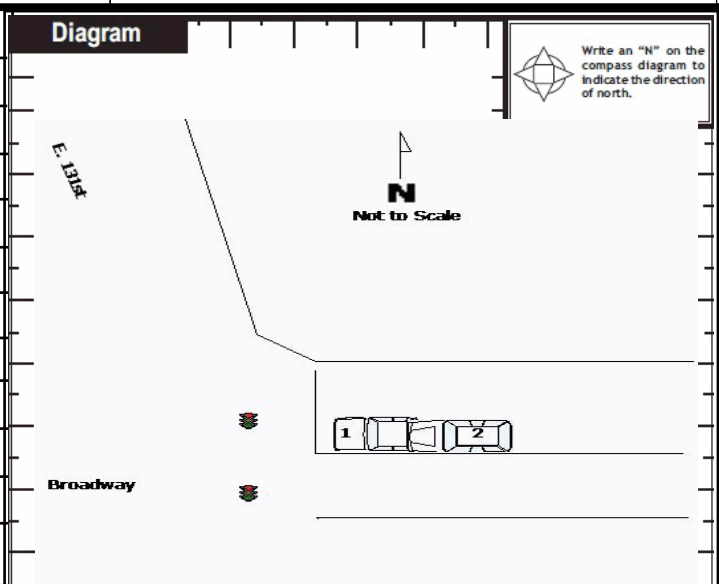 Diagram
Write an “N” on the
compass diagram to
indicate the direction
of north.
E. 131st
N
Not to Scale
1
2
Broadway